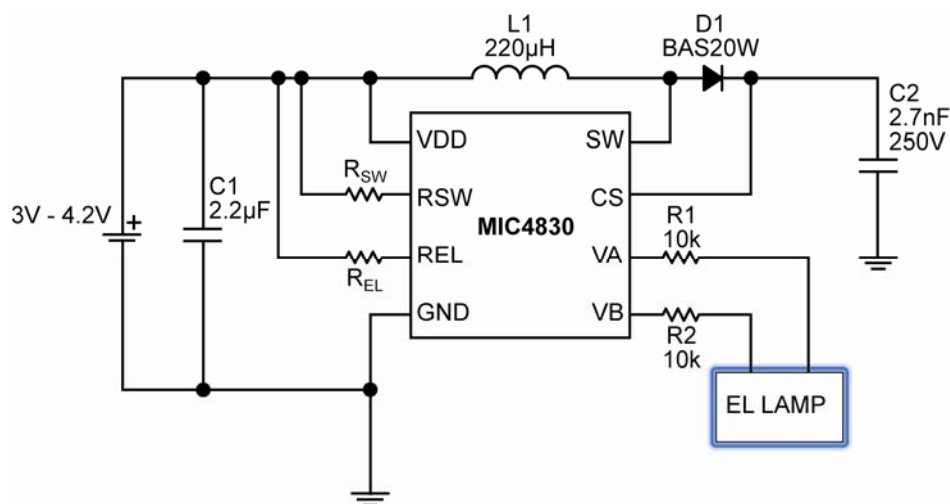 L1
220µH
D1
BAS20W
C2
2.7nF
250V
VDD
SW
RSW
RSW
CS
C1
2.2µF
3V - 4.2V
+
MIC4830
R1
10k
REL
REL
VA
GND
VB
R2
10k
EL LAMP